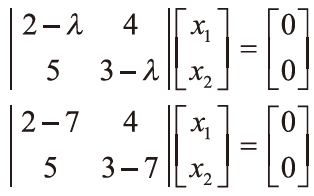 | 2 − λ 4 | [ x₁ ] = [ 0 ]
| 5 3 − λ | [ x₂ ] = [ 0 ]
| 2 − 7 4 | [ x₁ ] = [ 0 ]
| 5 3 − 7 | [ x₂ ] = [ 0 ]